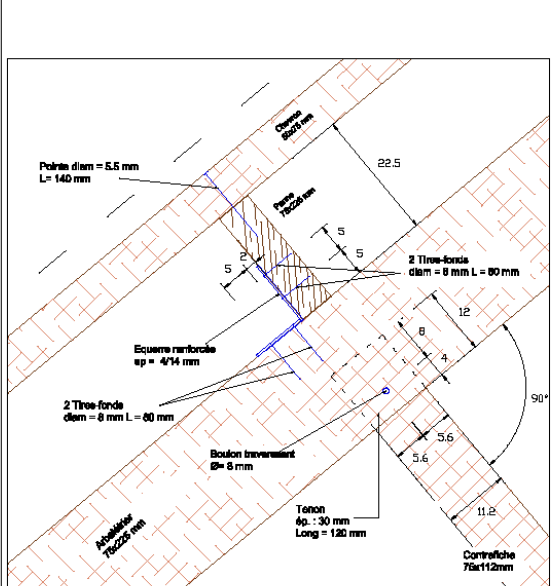 Chevron
50x75 mm
Pointe diam = 5.5 mm
L= 140 mm
22.5
Panne
75x225 mm
5
5
2
5
2 Tires-fonds
diam = 8 mm L = 80 mm
12
8
4
Equerre renforcée
ep = 4/14 mm
90°
2 Tires-fonds
diam = 8 mm L = 80 mm
5.6
5.6
Boulon traversant
Ø= 8 mm
11.2
Tenon
ép. : 30 mm
Long = 120 mm
Arbalétrier
75x225 mm
Contrefiche
75x112mm